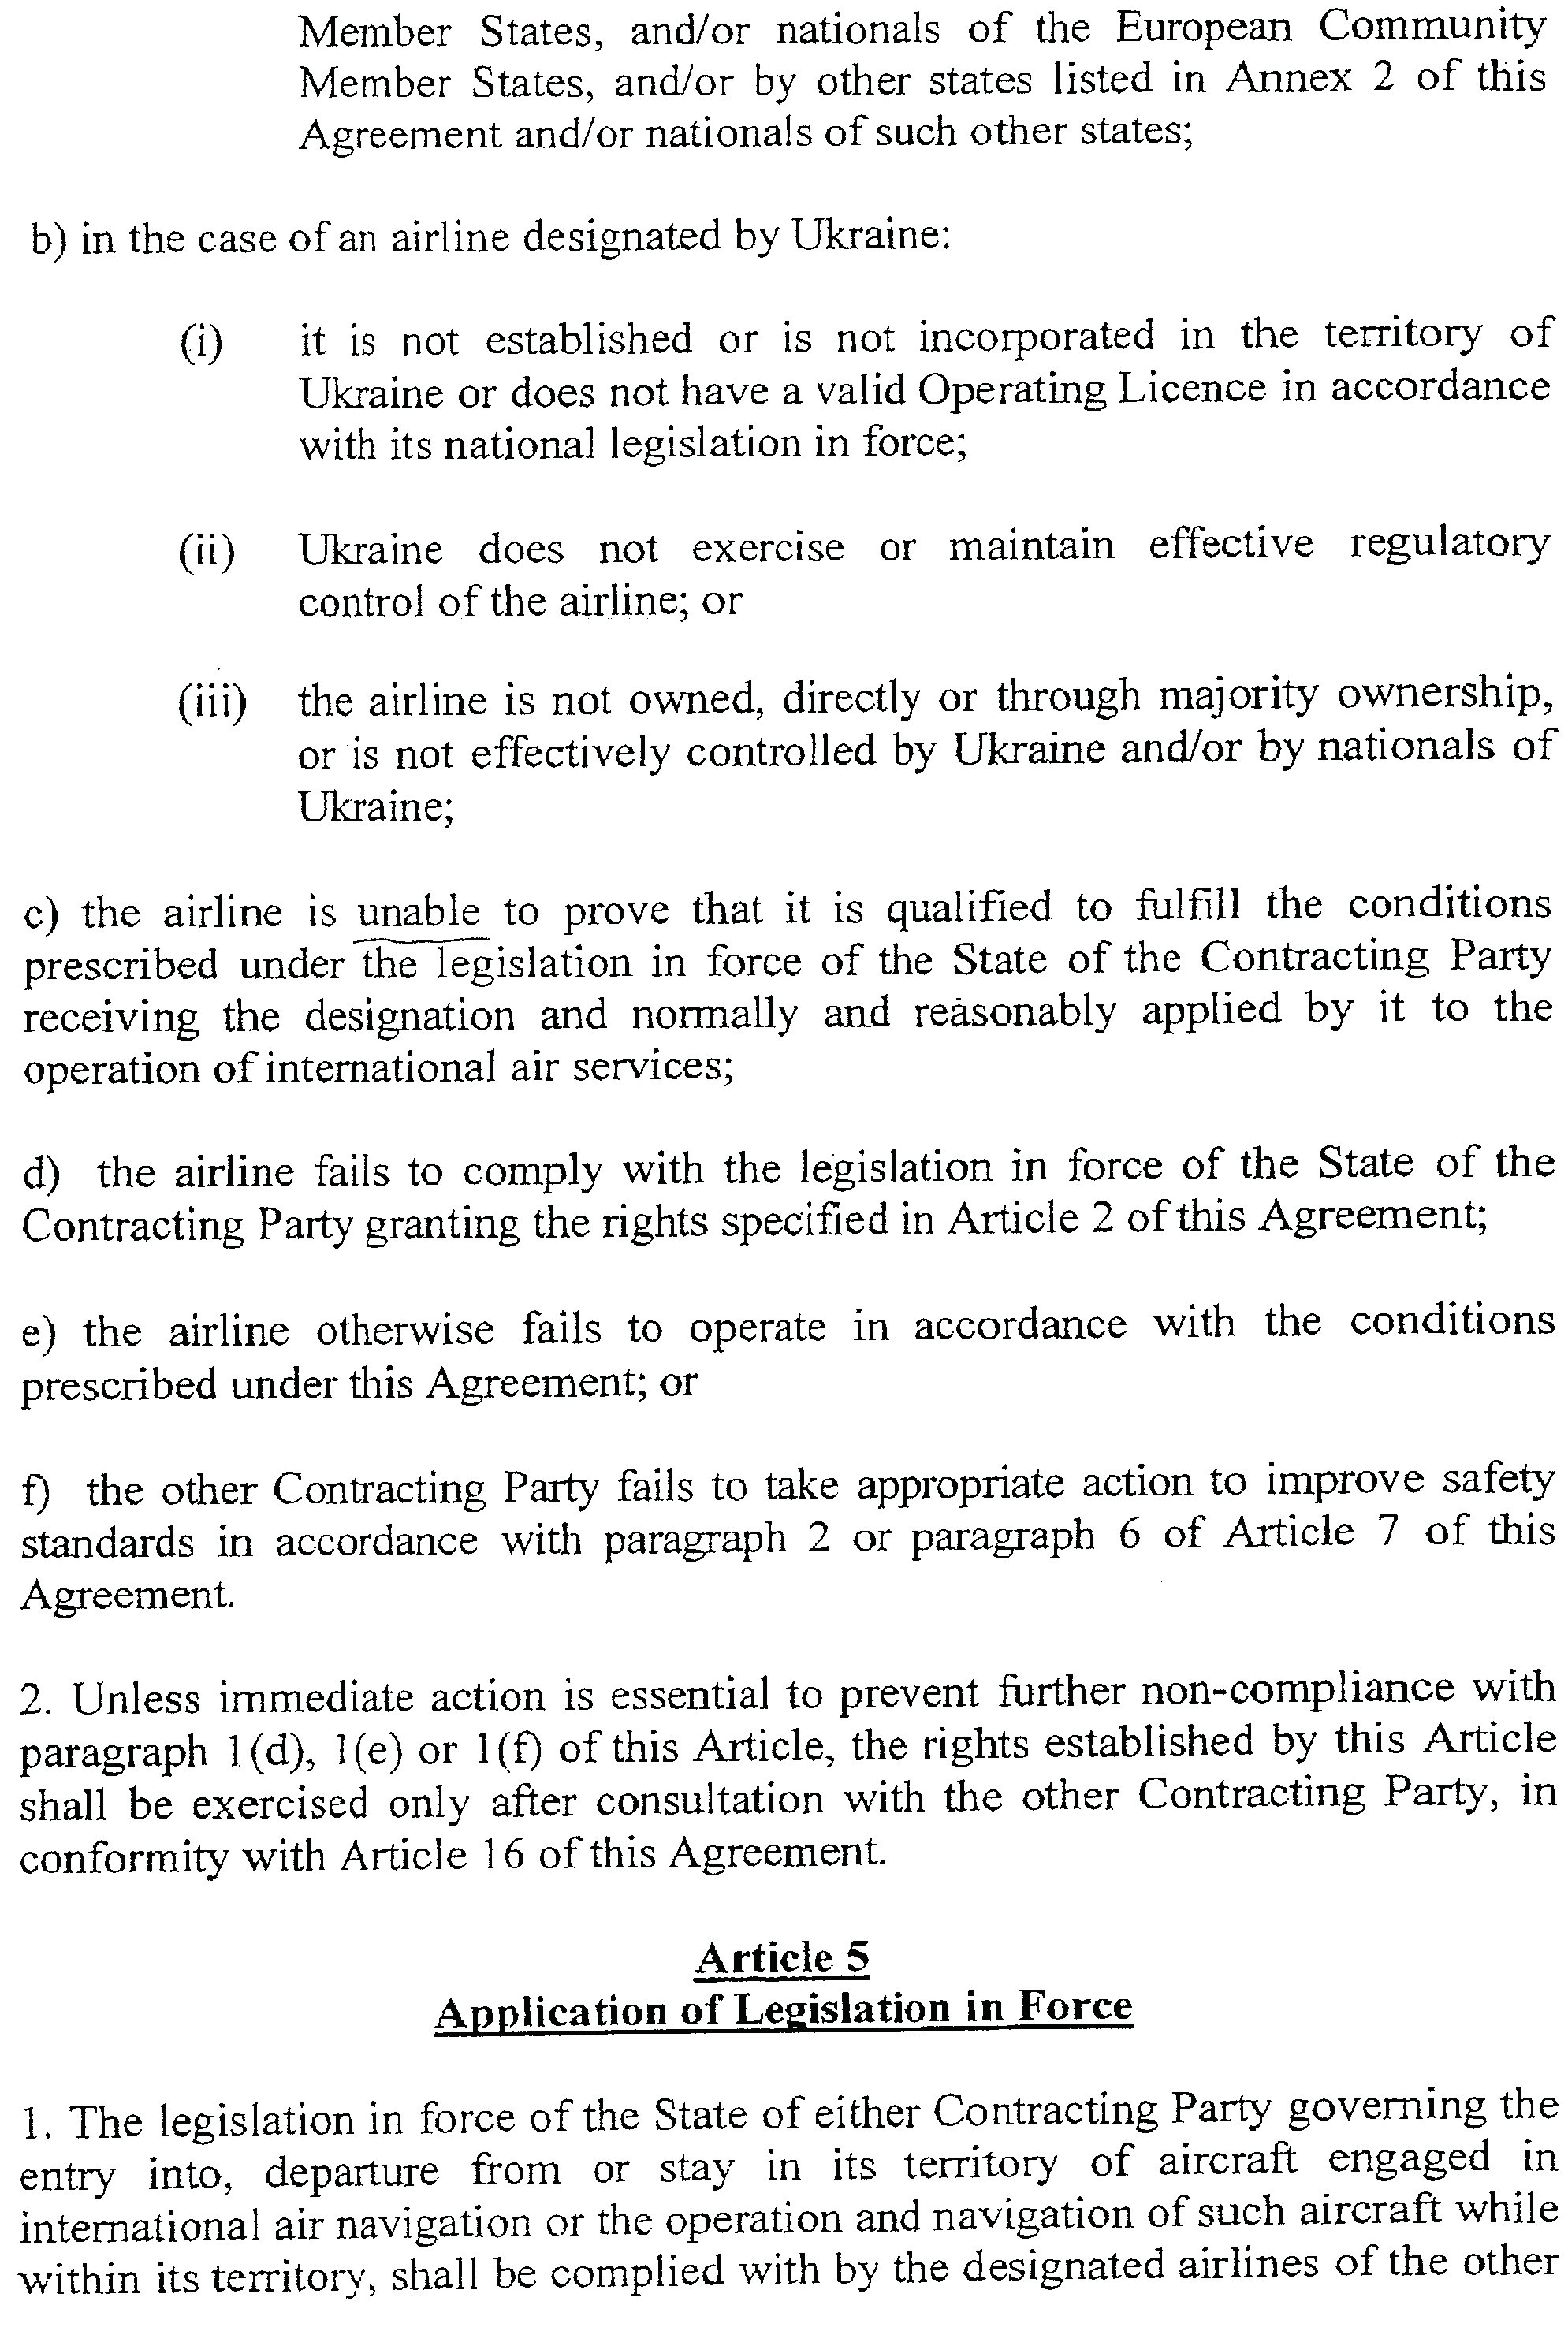 Member States, and/or nationals of the European Community
Member States, and/or by other states listed in Annex 2 of this
Agreement and/or nationals of such other states;
b) in the case of an airline designated by Ukraine:
(i) it is not established or is not incorporated in the territory of
Ukraine or does not have a valid Operating Licence in accordance
with its national legislation in force;
(ii) Ukraine does not exercise or maintain effective regulatory
control of the airline; or
(iii) the airline is not owned, directly or through majority ownership,
or is not effectively controlled by Ukraine and/or by nationals of
Ukraine;
c) the airline is unable to prove that it is qualified to fulfill the conditions
prescribed under the legislation in force of the State of the Contracting Party
receiving the designation and normally and reasonably applied by it to the
operation of international air services;
d) the airline fails to comply with the legislation in force of the State of the
Contracting Party granting the rights specified in Article 2 of this Agreement;
e) the airline otherwise fails to operate in accordance with the conditions
prescribed under this Agreement; or
f) the other Contracting Party fails to take appropriate action to improve safety
standards in accordance with paragraph 2 or paragraph 6 of Article 7 of this
Agreement.
2. Unless immediate action is essential to prevent further non-compliance with
paragraph 1(d), 1(e) or 1(f) of this Article, the rights established by this Article
shall be exercised only after consultation with the other Contracting Party, in
conformity with Article 16 of this Agreement.
Article 5
Application of Legislation in Force
1. The legislation in force of the State of either Contracting Party governing the
entry into, departure from or stay in its territory of aircraft engaged in
international air navigation or the operation and navigation of such aircraft while
within its territory, shall be complied with by the designated airlines of the other